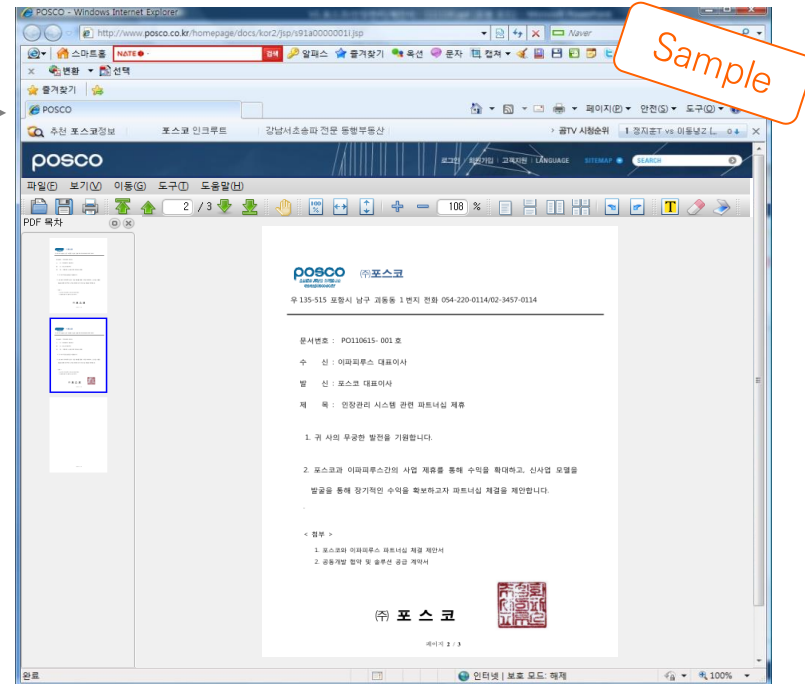 POSCO - Windows Internet Explorer
Sample
http://www.posco.co.kr/homepage/docs/kor2/jsp/s91a0000001i.jsp
Naver
스마트홈 NATE 검색 알패스 즐겨찾기 옥션 문자 캡쳐
x 변환 선택
즐겨찾기
POSCO
페이지(P) 안전(S) 도구(O)
추천 포스코정보 포스코 인크루트 강남서초송파 전문 동행부동산 > 곰TV 시청순위 1 정지훈T vs 이동녕Z [_ 0
posco
로그인 회원가입 고객지원 LANGUAGE SITEMAP SEARCH
파일(F) 보기(V) 이동(G) 도구(T) 도움말(H)
2 / 3 100% 108 % T
PDF 목차
posco (주)포스코
우 135-515 포항시 남구 괴동동 1 번지 전화 054-220-0114/02-3457-0114
문서번호 : PO110615- 001 호
수 신 : 이파피루스 대표이사
발 신 : 포스코 대표이사
제 목 : 인장관리 시스템 관련 파트너십 제휴
1. 귀 사의 무궁한 발전을 기원합니다.
2. 포스코과 이파피루스간의 사업 제휴를 통해 수익을 확대하고, 신사업 모델을
발굴을 통해 장기적인 수익을 확보하고자 파트너십 체결을 제안합니다.
< 첨부 >
1. 포스코와 이파피루스 파트너십 체결 제안서
2. 공동개발 협약 및 솔루션 공급 계약서
㈜ 포 스 코
페이지 2 / 3
완료
인터넷 | 보호 모드: 해제
100%